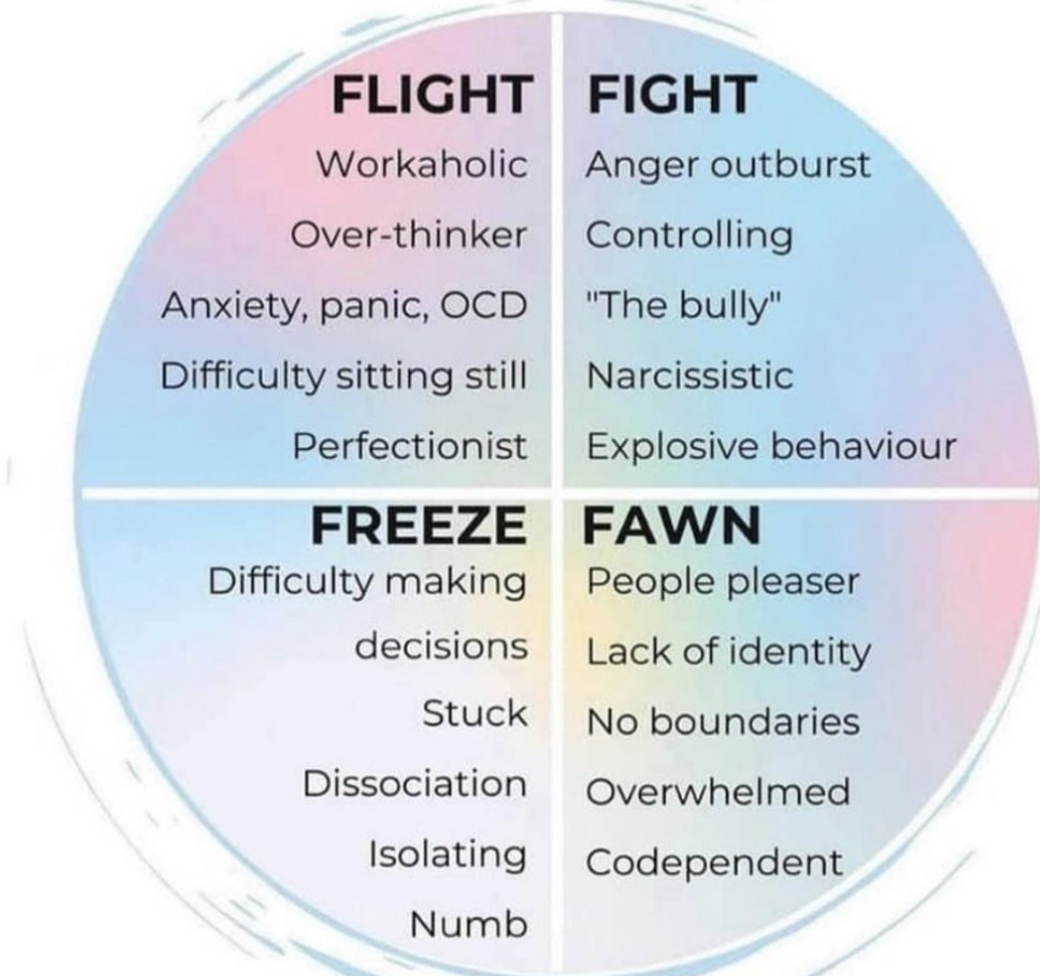 FLIGHT
Workaholic
Over-thinker
Anxiety, panic, OCD
Difficulty sitting still
Perfectionist
FIGHT
Anger outburst
Controlling
"The bully"
Narcissistic
Explosive behaviour
FREEZE
Difficulty making
decisions
Stuck
Dissociation
Isolating
Numb
FAWN
People pleaser
Lack of identity
No boundaries
Overwhelmed
Codependent